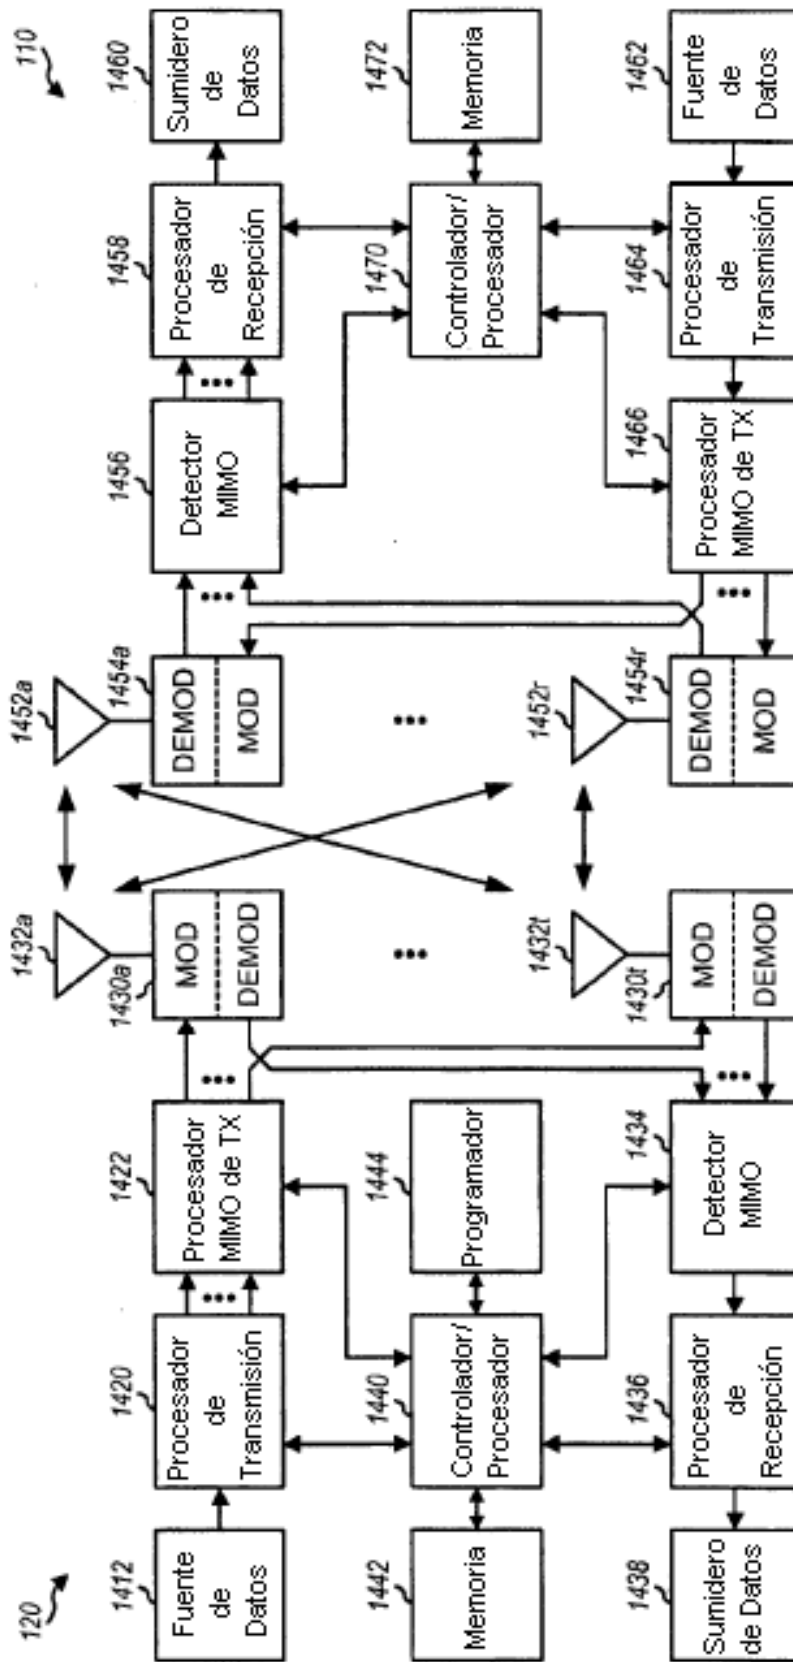 120
110
1412
Fuente
de
Datos
1420
Procesador
de
Transmisión
1422
Procesador
MIMO de TX
1430a
MOD
DEMOD
1432a
1452a
1454a
DEMOD
MOD
1456
Detector
MIMO
1458
Procesador
de
Recepción
1460
Sumidero
de
Datos
1442
Memoria
1440
Controlador/
Procesador
1444
Programador
1470
Controlador/
Procesador
1472
Memoria
1438
Sumidero
de Datos
1436
Procesador
de
Recepción
1434
Detector
MIMO
1430t
MOD
DEMOD
1432t
1452r
1454r
DEMOD
MOD
1466
Procesador
MIMO de TX
1464
Procesador
de
Transmisión
1462
Fuente
de
Datos